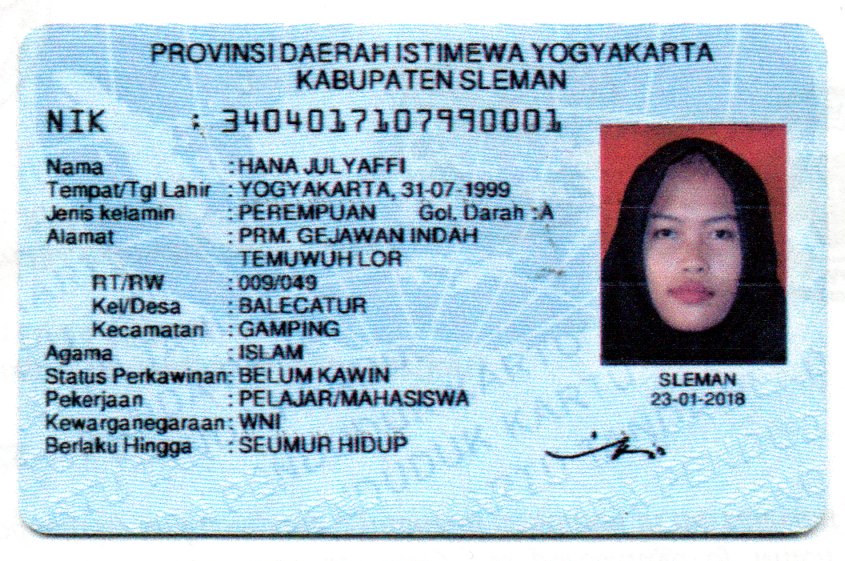 PROVINSI DAERAH ISTIMEWA YOGYAKARTA
KABUPATEN SLEMAN
NIK : 3404017107990001
Nama : HANA JULYAFFI
Tempat/Tgl Lahir : YOGYAKARTA, 31-07-1999
Jenis kelamin : PEREMPUAN Gol. Darah : A
Alamat : PRM. GEJAWAN INDAH
TEMUWUH LOR
RT/RW : 009/049
Kel/Desa : BALECATUR
Kecamatan : GAMPING
Agama : ISLAM
Status Perkawinan: BELUM KAWIN
Pekerjaan : PELAJAR/MAHASISWA
Kewarganegaraan: WNI
Berlaku Hingga : SEUMUR HIDUP
SLEMAN
23-01-2018